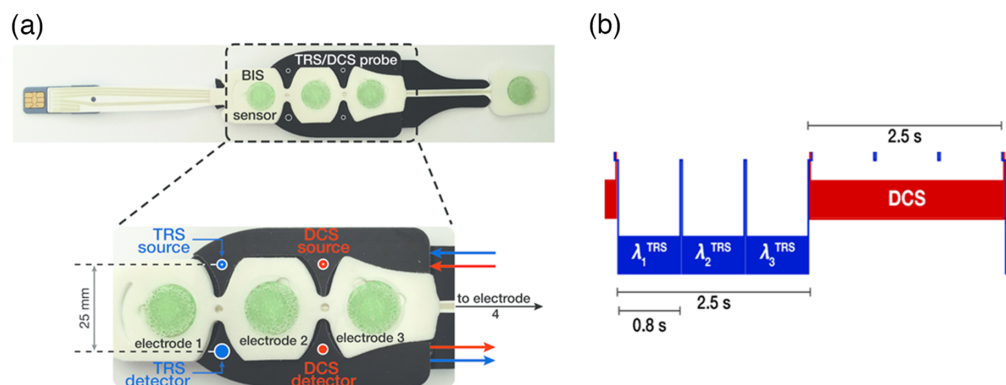 (a)
BIS
sensor
TRS/DCS probe
TRS
source
DCS
source
25 mm
electrode 1
electrode 2
electrode 3
to electrode
4
TRS
detector
DCS
detector
(b)
2.5 s
DCS
λ₁ᵀᴿˢ
λ₂ᵀᴿˢ
λ₃ᵀᴿˢ
2.5 s
0.8 s